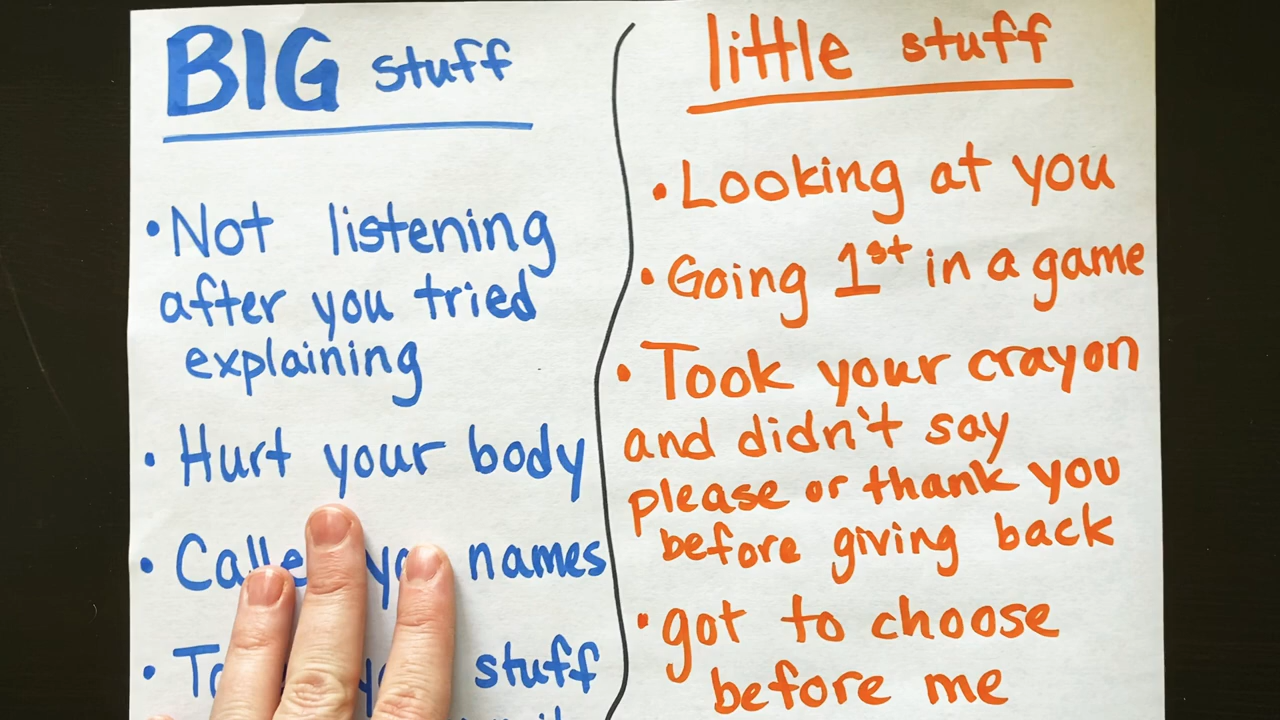 BIG stuff
• Not listening
after you tried
explaining
• Hurt your body
• names
• stuff
little stuff
• Looking at you
• Going 1st in a game
• Took your crayon
and didn't say
please or thank you
before giving back
• got to choose
before me